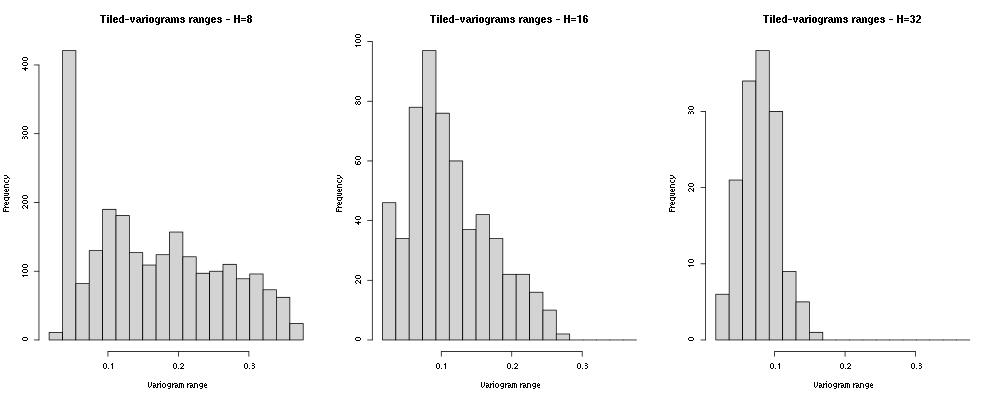 Tiled-variograms ranges - H=8
Frequency
0
100
200
300
400
0.1
0.2
0.3
Variogram range
Tiled-variograms ranges - H=16
Frequency
0
20
40
60
80
100
0.1
0.2
0.3
Variogram range
Tiled-variograms ranges - H=32
Frequency
0
10
20
30
0.1
0.2
0.3
Variogram range